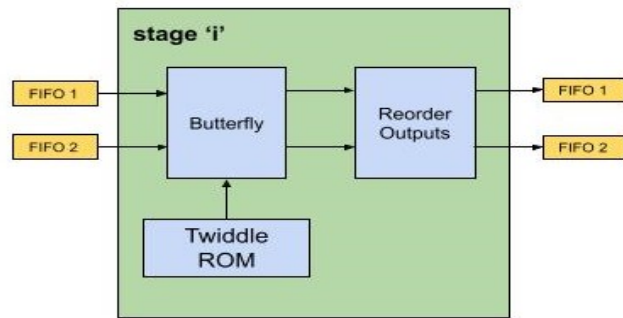 stage ‘i’
FIFO 1
FIFO 2
Butterfly
Reorder
Outputs
FIFO 1
FIFO 2
Twiddle
ROM